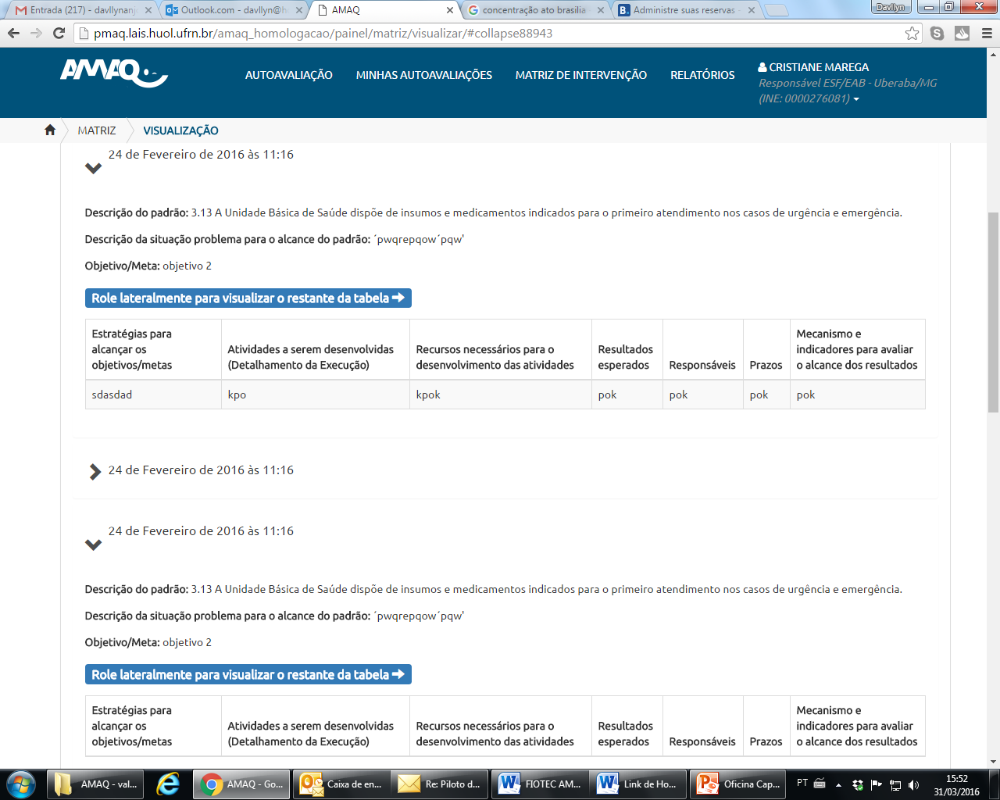 Entrada (217) - davllynanj
Outlook.com - davllyn@h
AMAQ
concentração ato brasilia
Administre suas reservas -
Davllyn
pmaq.lais.huol.ufrn.br/amaq_homologacao/painel/matriz/visualizar/#collapse88943
AMAQ
AUTOAVALIAÇÃO
MINHAS AUTOAVALIAÇÕES
MATRIZ DE INTERVENÇÃO
RELATÓRIOS
CRISTIANE MAREGA
Responsável ESF/EAB - Uberaba/MG
(INE: 0000276081)
MATRIZ
VISUALIZAÇÃO
24 de Fevereiro de 2016 às 11:16
Descrição do padrão: 3.13 A Unidade Básica de Saúde dispõe de insumos e medicamentos indicados para o primeiro atendimento nos casos de urgência e emergência.
Descrição da situação problema para o alcance do padrão: ´pwqrepqow´pqw'
Objetivo/Meta: objetivo 2
Role lateralmente para visualizar o restante da tabela
Estratégias para
alcançar os
objetivos/metas
Atividades a serem desenvolvidas
(Detalhamento da Execução)
Recursos necessários para o
desenvolvimento das atividades
Resultados
esperados
Responsáveis
Prazos
Mecanismo e
indicadores para avaliar
o alcance dos resultados
sdasdad
kpo
kpok
pok
pok
pok
pok
24 de Fevereiro de 2016 às 11:16
24 de Fevereiro de 2016 às 11:16
Descrição do padrão: 3.13 A Unidade Básica de Saúde dispõe de insumos e medicamentos indicados para o primeiro atendimento nos casos de urgência e emergência.
Descrição da situação problema para o alcance do padrão: ´pwqrepqow´pqw'
Objetivo/Meta: objetivo 2
Role lateralmente para visualizar o restante da tabela
Estratégias para
alcançar os
objetivos/metas
Atividades a serem desenvolvidas
(Detalhamento da Execução)
Recursos necessários para o
desenvolvimento das atividades
Resultados
esperados
Responsáveis
Prazos
Mecanismo e
indicadores para avaliar
o alcance dos resultados
AMAQ - val...
AMAQ - Go...
Caixa de en...
Re: Piloto d...
FIOTEC AM...
Link de Ho...
Oficina Cap...
PT
15:52
31/03/2016